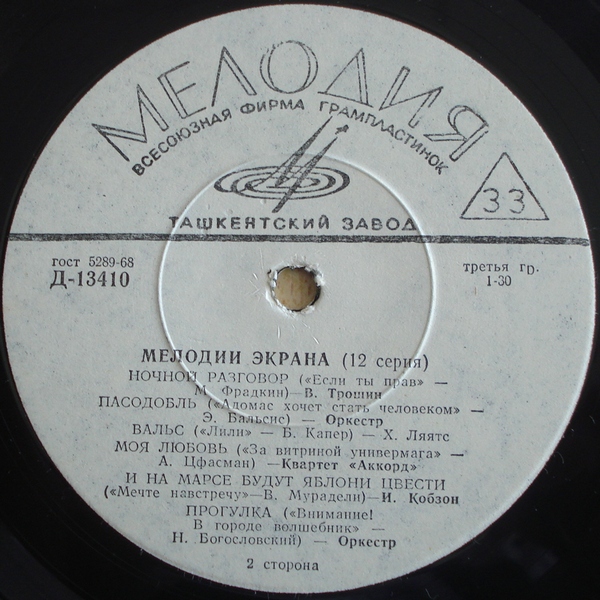 МЕЛОДИЯ
ВСЕСОЮЗНАЯ ФИРМА ГРАМПЛАСТИНОК
33
ТАШКЕНТСКИЙ ЗАВОД
гост 5289-68
Д-13410
третья гр.
1-30
МЕЛОДИИ ЭКРАНА (12 серия)
НОЧНОЙ РАЗГОВОР («Если ты прав» —
М. Фрадкин)—В. Трошин
ПАСОДОБЛЬ («Адомас хочет стать человеком» —
Э. Бальсис) — Оркестр
ВАЛЬС («Лили» — Б. Капер) — Х. Ляятс
МОЯ ЛЮБОВЬ («За витриной универмага» —
А. Цфасман)—Квартет «Аккорд»
И НА МАРСЕ БУДУТ ЯБЛОНИ ЦВЕСТИ
(«Мечте навстречу»—В. Мурадели)—И. Кобзон
ПРОГУЛКА («Внимание!
В городе волшебник» —
Н. Богословский) — Оркестр
2 сторона